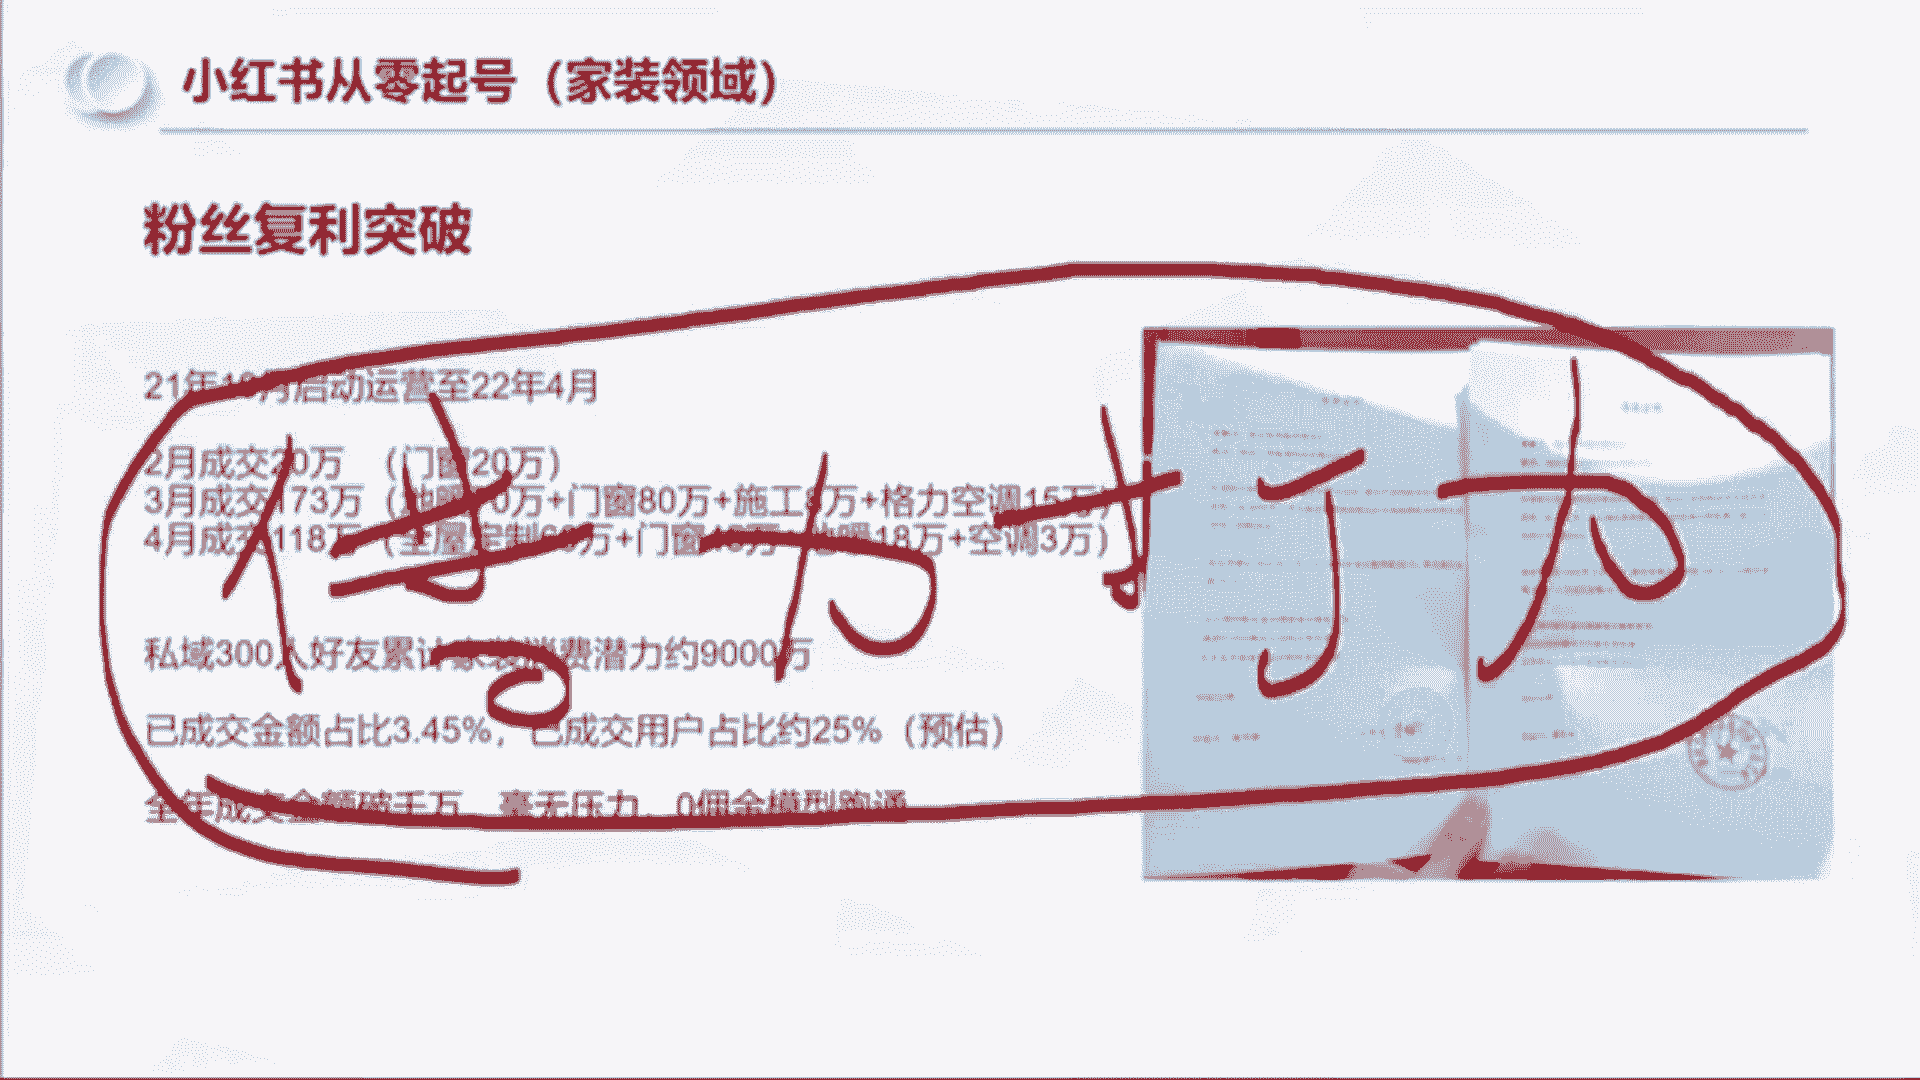 小红书从零起号（家装领域）
粉丝复利突破
21年10月启动运营至22年4月
2月成交20万 （门窗20万）
3月成交173万（地暖70万+门窗80万+施工8万+格力空调15万）
4月成交118万（全屋定制 万+门窗 万+地暖18万+空调3万）
私域300人好友累计家装消费潜力约9000万
已成交金额占比3.45%，已成交用户占比约25%（预估）
全年成交金额破千万，毫无压力，0佣金模型跑通